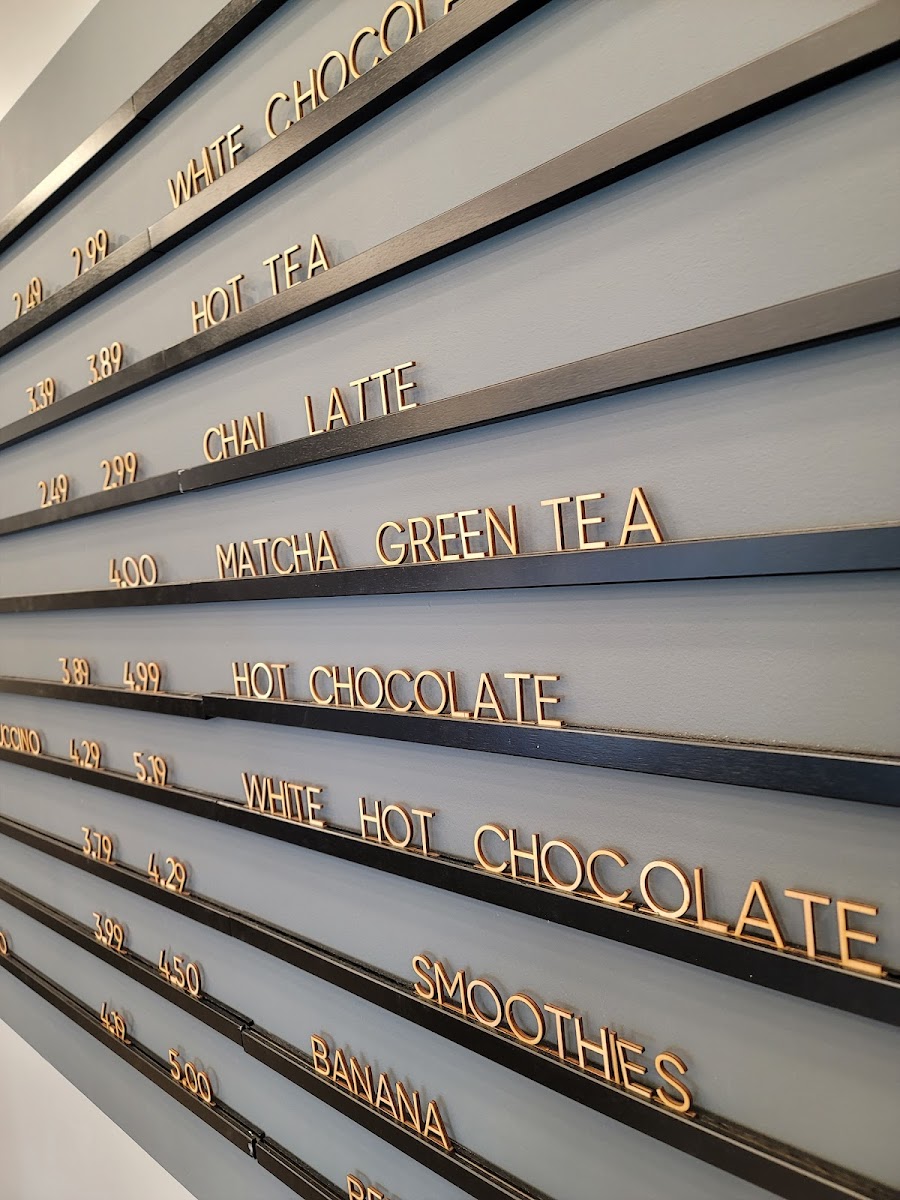 2.49 2.99 WHITE CHOCOLA
3.39 3.89 HOT TEA
2.49 2.99 CHAI LATTE
4.00 MATCHA GREEN TEA
3.89 4.99 HOT CHOCOLATE
UCCINO 4.29 5.19 WHITE HOT CHOCOLATE
3.79 4.29 SMOOTHIES
3.99 4.50 BANANA
4.19 5.00